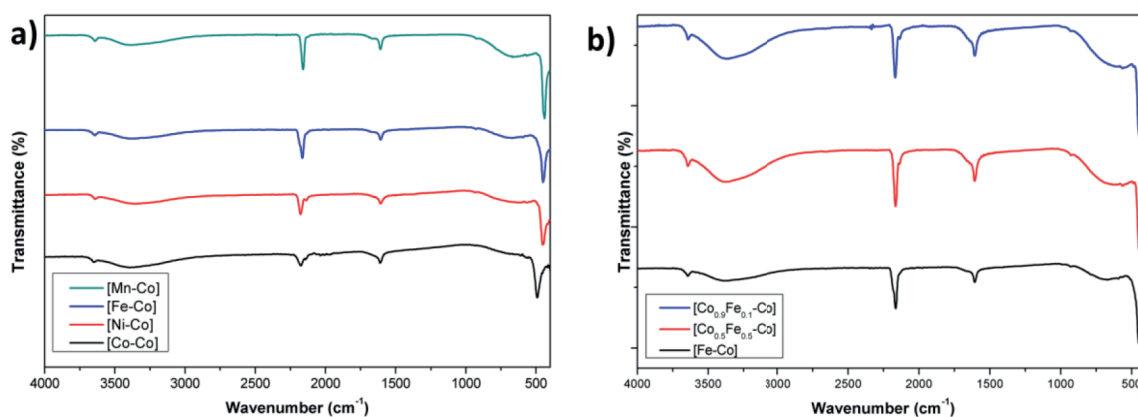 a)
Transmittance (%)
[Mn-Co]
[Fe-Co]
[Ni-Co]
[Co-Co]
4000 3500 3000 2500 2000 1500 1000 500
Wavenumber (cm⁻¹)
b)
Transmittance (%)
[Co₀.₉Fe₀.₁-Co]
[Co₀.₅Fe₀.₅-Co]
[Fe-Co]
4000 3500 3000 2500 2000 1500 1000 500
Wavenumber (cm⁻¹)